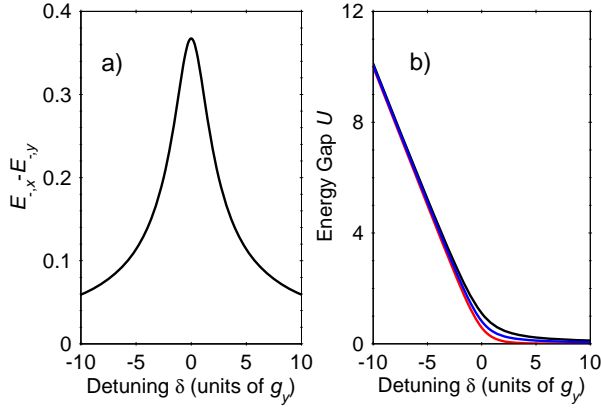 a)
0.4
0.3
0.2
0.1
0
E-,x-E-,y
-10 -5 0 5 10
Detuning δ (units of gy)
b)
12
8
4
0
Energy Gap U
-10 -5 0 5 10
Detuning δ (units of gy)